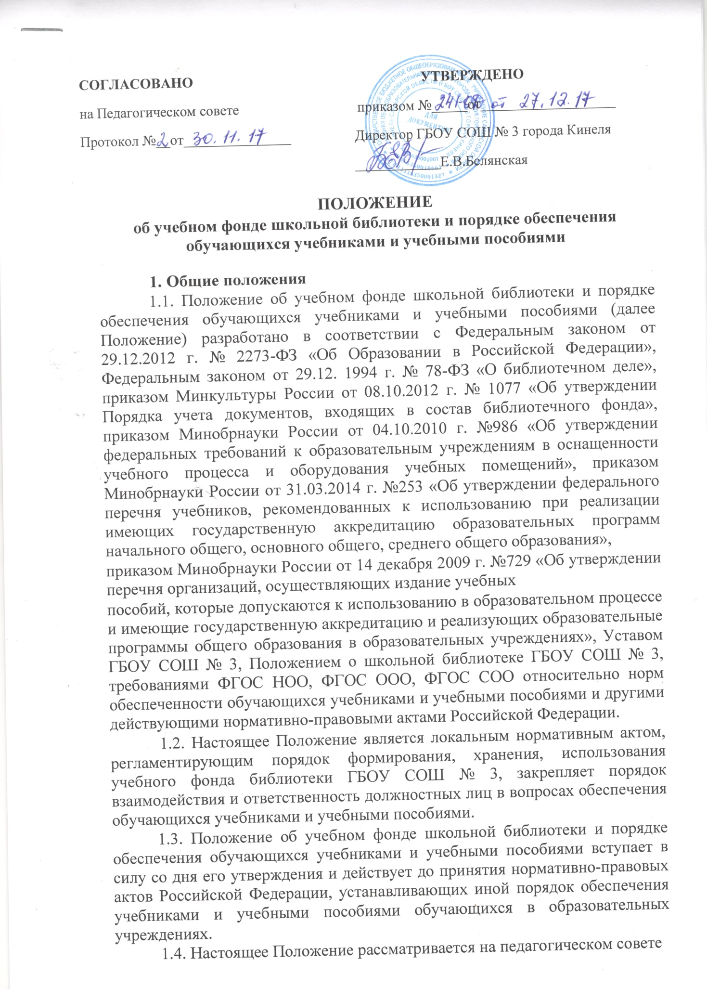 СОГЛАСОВАНО
на Педагогическом совете
Протокол № 2 от 30.11.17
УТВЕРЖДЕНО
приказом № от от 27.12.17
Директор ГБОУ СОШ № 3 города Кинеля
Е.В.Белянская
ДЛЯ
ДОКУМЕНТОВ
ПОЛОЖЕНИЕ
об учебном фонде школьной библиотеки и порядке обеспечения
обучающихся учебниками и учебными пособиями
1. Общие положения
1.1. Положение об учебном фонде школьной библиотеки и порядке
обеспечения обучающихся учебниками и учебными пособиями (далее
Положение) разработано в соответствии с Федеральным законом от
29.12.2012 г. № 2273-ФЗ «Об Образовании в Российской Федерации»,
Федеральным законом от 29.12. 1994 г. № 78-ФЗ «О библиотечном деле»,
приказом Минкультуры России от 08.10.2012 г. № 1077 «Об утверждении
Порядка учета документов, входящих в состав библиотечного фонда»,
приказом Минобрнауки России от 04.10.2010 г. №986 «Об утверждении
федеральных требований к образовательным учреждениям в оснащенности
учебного процесса и оборудования учебных помещений», приказом
Минобрнауки России от 31.03.2014 г. №253 «Об утверждении федерального
перечня учебников, рекомендованных к использованию при реализации
имеющих государственную аккредитацию образовательных программ
начального общего, основного общего, среднего общего образования»,
приказом Минобрнауки России от 14 декабря 2009 г. №729 «Об утверждении
перечня организаций, осуществляющих издание учебных
пособий, которые допускаются к использованию в образовательном процессе
и имеющие государственную аккредитацию и реализующих образовательные
программы общего образования в образовательных учреждениях», Уставом
ГБОУ СОШ № 3, Положением о школьной библиотеке ГБОУ СОШ № 3,
требованиями ФГОС НОО, ФГОС ООО, ФГОС СОО относительно норм
обеспеченности обучающихся учебниками и учебными пособиями и другими
действующими нормативно-правовыми актами Российской Федерации.
1.2. Настоящее Положение является локальным нормативным актом,
регламентирующим порядок формирования, хранения, использования
учебного фонда библиотеки ГБОУ СОШ № 3, закрепляет порядок
взаимодействия и ответственность должностных лиц в вопросах обеспечения
обучающихся учебниками и учебными пособиями.
1.3. Положение об учебном фонде школьной библиотеки и порядке
обеспечения обучающихся учебниками и учебными пособиями вступает в
силу со дня его утверждения и действует до принятия нормативно-правовых
актов Российской Федерации, устанавливающих иной порядок обеспечения
учебниками и учебными пособиями обучающихся в образовательных
учреждениях.
1.4. Настоящее Положение рассматривается на педагогическом совете